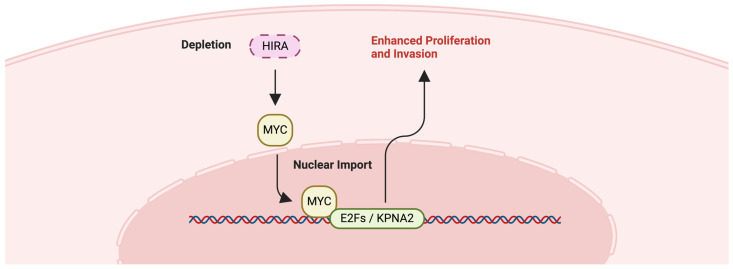 Depletion
HIRA
Enhanced Proliferation
and Invasion
MYC
Nuclear Import
MYC
E2Fs / KPNA2